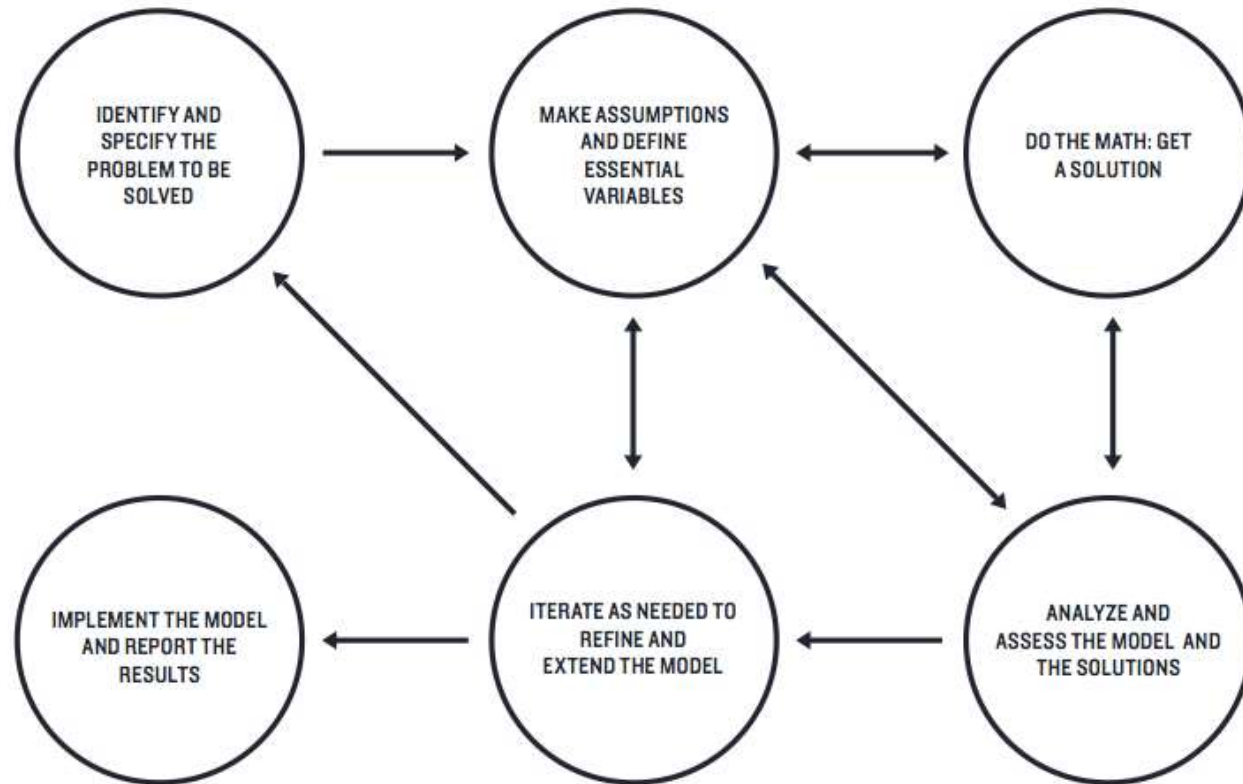 IDENTIFY AND
SPECIFY THE
PROBLEM TO BE
SOLVED
MAKE ASSUMPTIONS
AND DEFINE
ESSENTIAL
VARIABLES
DO THE MATH: GET
A SOLUTION
IMPLEMENT THE MODEL
AND REPORT THE
RESULTS
ITERATE AS NEEDED TO
REFINE AND
EXTEND THE MODEL
ANALYZE AND
ASSESS THE MODEL AND
THE SOLUTIONS